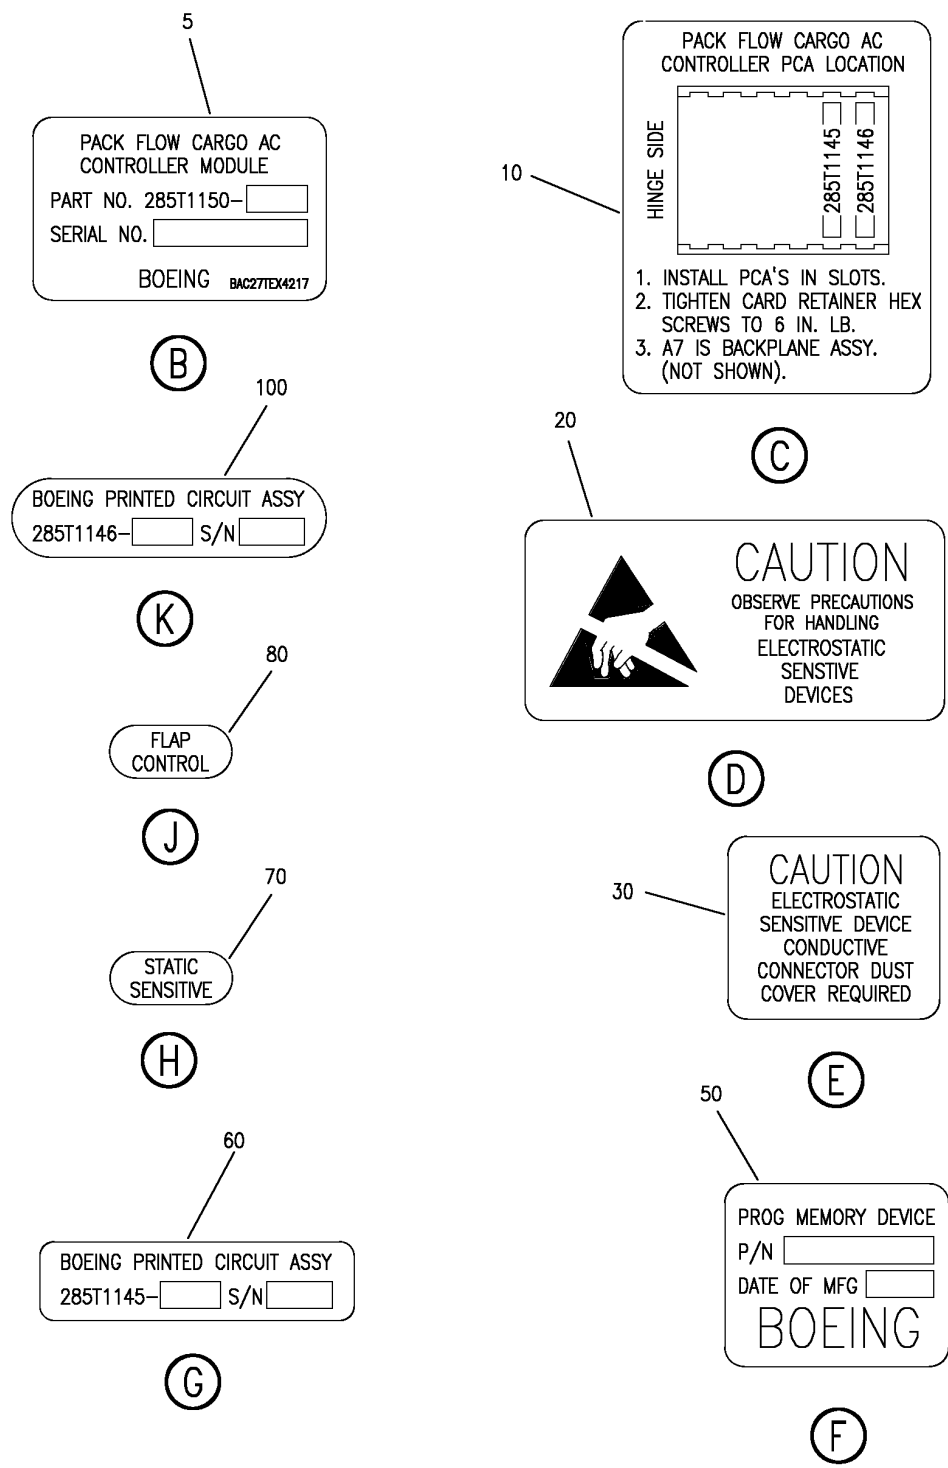 5
PACK FLOW CARGO AC
CONTROLLER MODULE
PART NO. 285T1150-
SERIAL NO.
BOEING BAC27TEX4217
B
100
BOEING PRINTED CIRCUIT ASSY
285T1146- S/N
K
80
FLAP
CONTROL
J
70
STATIC
SENSITIVE
H
60
BOEING PRINTED CIRCUIT ASSY
285T1145- S/N
G
PACK FLOW CARGO AC
CONTROLLER PCA LOCATION
HINGE SIDE
285T1145
285T1146
10
1. INSTALL PCA'S IN SLOTS.
2. TIGHTEN CARD RETAINER HEX
SCREWS TO 6 IN. LB.
3. A7 IS BACKPLANE ASSY.
(NOT SHOWN).
C
20
CAUTION
OBSERVE PRECAUTIONS
FOR HANDLING
ELECTROSTATIC
SENSTIVE
DEVICES
D
30
CAUTION
ELECTROSTATIC
SENSITIVE DEVICE
CONDUCTIVE
CONNECTOR DUST
COVER REQUIRED
E
50
PROG MEMORY DEVICE
P/N
DATE OF MFG
BOEING
F